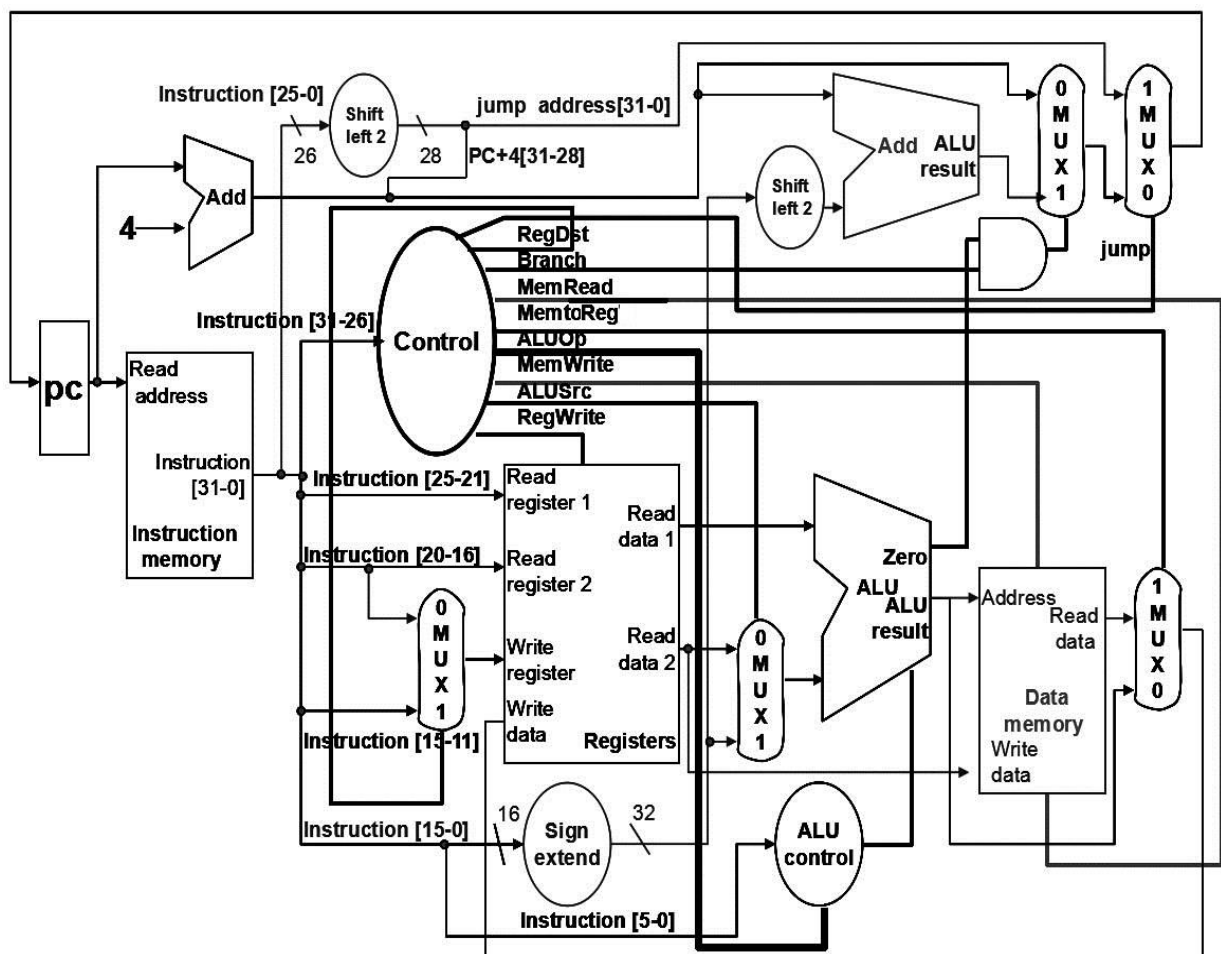 Instruction [25-0]
Shift
left 2
26
28
jump address[31-0]
PC+4[31-28]
Add
4
Shift
left 2
Add
ALU
result
0
M
U
X
1
1
M
U
X
0
jump
RegDst
Branch
MemRead
MemtoReg
ALUOp
MemWrite
ALUSrc
RegWrite
Instruction [31-26]
Control
pc
Read
address
Instruction
[31-0]
Instruction
memory
Instruction [25-21]
Instruction [20-16]
0
M
U
X
1
Instruction [15-11]
Read
register 1
Read
register 2
Write
register
Write
data
Read
data 1
Read
data 2
Registers
0
M
U
X
1
Zero
ALU
ALU
result
Address
Read
data
Data
memory
Write
data
1
M
U
X
0
Instruction [15-0]
16
Sign
extend
32
ALU
control
Instruction [5-0]